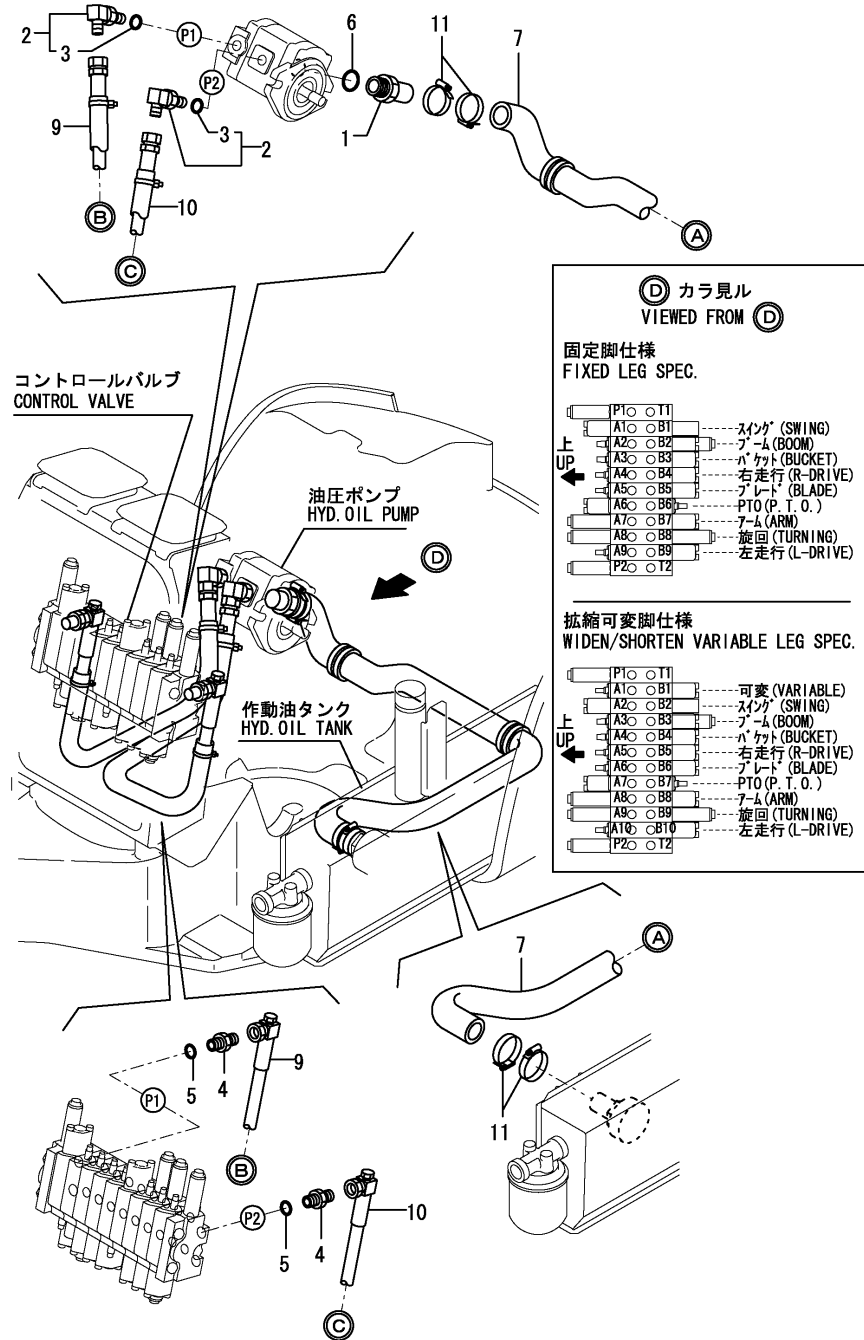 2
3
P1
6
11
7
P2
3
2
1
9
10
B
C
A
D カラ見ル
VIEWED FROM D
固定脚仕様
FIXED LEG SPEC.
P1 T1
A1 B1 スイング (SWING)
A2 B2 ブーム(BOOM)
A3 B3 バケット(BUCKET)
A4 B4 右走行(R-DRIVE)
A5 B5 ブレード(BLADE)
A6 B6 PTO(P.T.O.)
A7 B7 アーム(ARM)
A8 B8 旋回(TURNING)
A9 B9 左走行(L-DRIVE)
P2 T2
上
UP
拡縮可変脚仕様
WIDEN/SHORTEN VARIABLE LEG SPEC.
P1 T1
A1 B1 可変(VARIABLE)
A2 B2 スイング(SWING)
A3 B3 ブーム(BOOM)
A4 B4 バケット(BUCKET)
A5 B5 右走行(R-DRIVE)
A6 B6 ブレード(BLADE)
A7 B7 PTO(P.T.O.)
A8 B8 アーム(ARM)
A9 B9 旋回(TURNING)
A10 B10 左走行(L-DRIVE)
P2 T2
上
UP
コントロールバルブ
CONTROL VALVE
油圧ポンプ
HYD.OIL PUMP
D
作動油タンク
HYD.OIL TANK
7
A
11
5
4
9
P1
B
P2
5
4
10
C